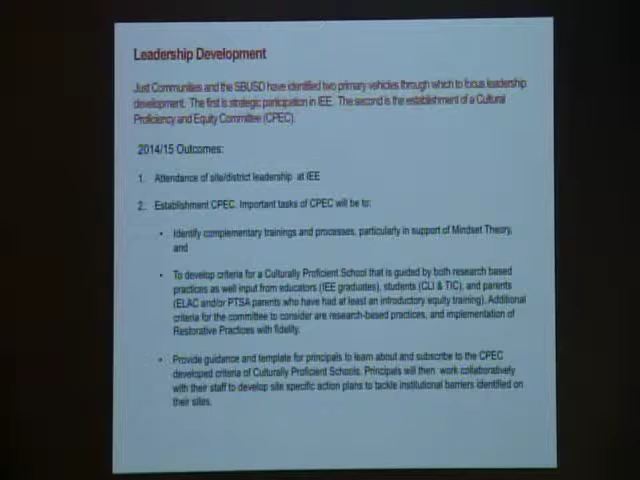 Leadership Development
Just Communities and the SBUSD have identified two primary vehicles through which to focus leadership
development. The first is strategic participation in IEE. The second is the establishment of a Cultural
Proficiency and Equity Committee (CPEC).
2014/15 Outcomes:
1. Attendance of site/district leadership at IEE
2. Establishment CPEC. Important tasks of CPEC will be to:
• Identify complementary trainings and processes, particularly in support of Mindset Theory,
and
• To develop criteria for a Culturally Proficient School that is guided by both research based
practices as well input from educators (IEE graduates), students (CLI & TIC), and parents
(ELAC and/or PTSA parents who have had at least an introductory equity training). Additional
criteria for the committee to consider are research-based practices, and implementation of
Restorative Practices with fidelity.
• Provide guidance and template for principals to learn about and subscribe to the CPEC
developed criteria of Culturally Proficient Schools. Principals will then work collaboratively
with their staff to develop site specific action plans to tackle institutional barriers identified on
their sites.